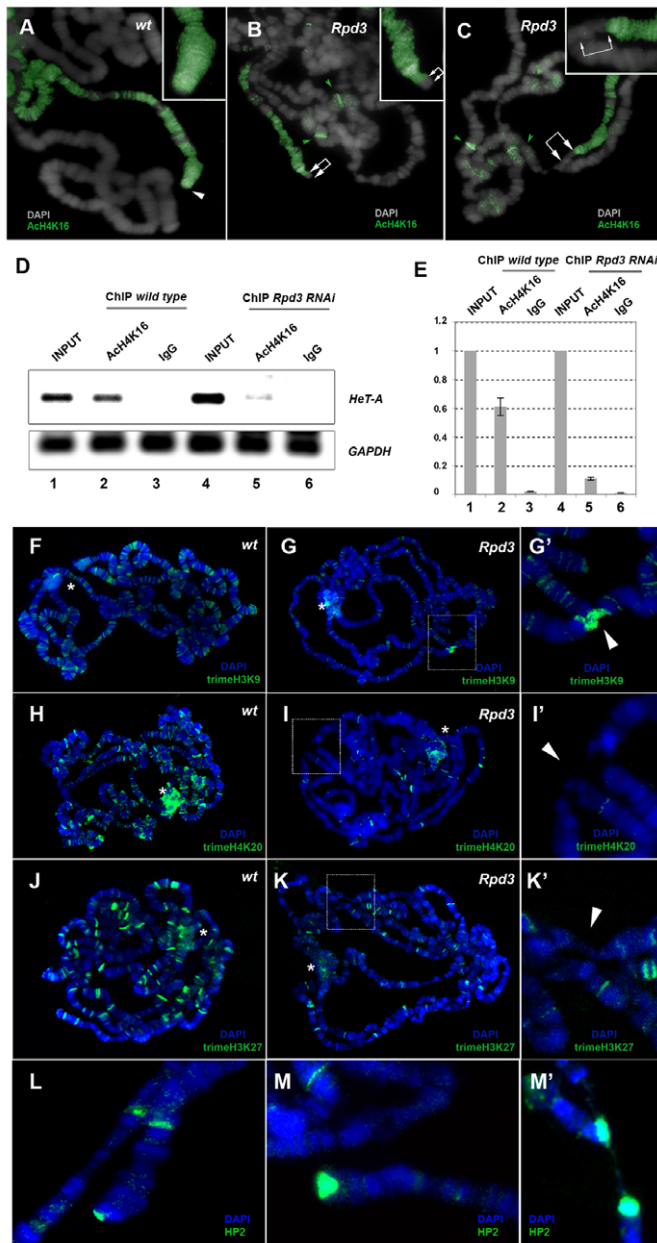 A
wt
DAPI
AcH4K16
B
Rpd3
DAPI
AcH4K16
C
Rpd3
DAPI
AcH4K16
D
ChIP wild type
ChIP Rpd3 RNAi
INPUT
AcH4K16
IgG
INPUT
AcH4K16
IgG
HeT-A
GAPDH
1 2 3 4 5 6
E
ChIP wild type ChIP Rpd3 RNAi
INPUT
AcH4K16
IgG
INPUT
AcH4K16
IgG
1.2
1
0.8
0.6
0.4
0.2
0
1 2 3 4 5 6
F
wt
*
DAPI
trimeH3K9
G
Rpd3
*
DAPI
trimeH3K9
G'
DAPI
trimeH3K9
H
wt
*
DAPI
trimeH4K20
I
Rpd3
*
DAPI
trimeH4K20
I'
DAPI
trimeH4K20
J
wt
*
DAPI
trimeH3K27
K
Rpd3
*
DAPI
trimeH3K27
K'
DAPI
trimeH3K27
L
DAPI
HP2
M
DAPI
HP2
M'
DAPI
HP2